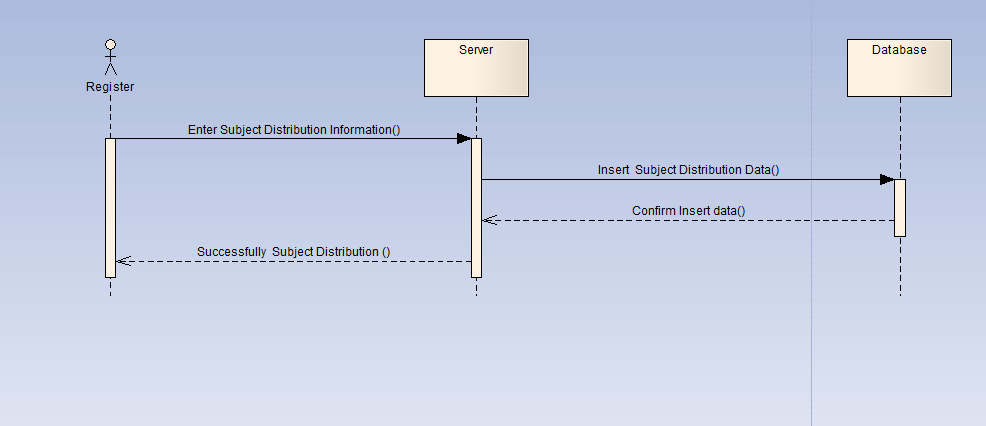 Server
Database
Register
Enter Subject Distribution Information()
Insert Subject Distribution Data()
Confirm Insert data()
Successfully Subject Distribution ()